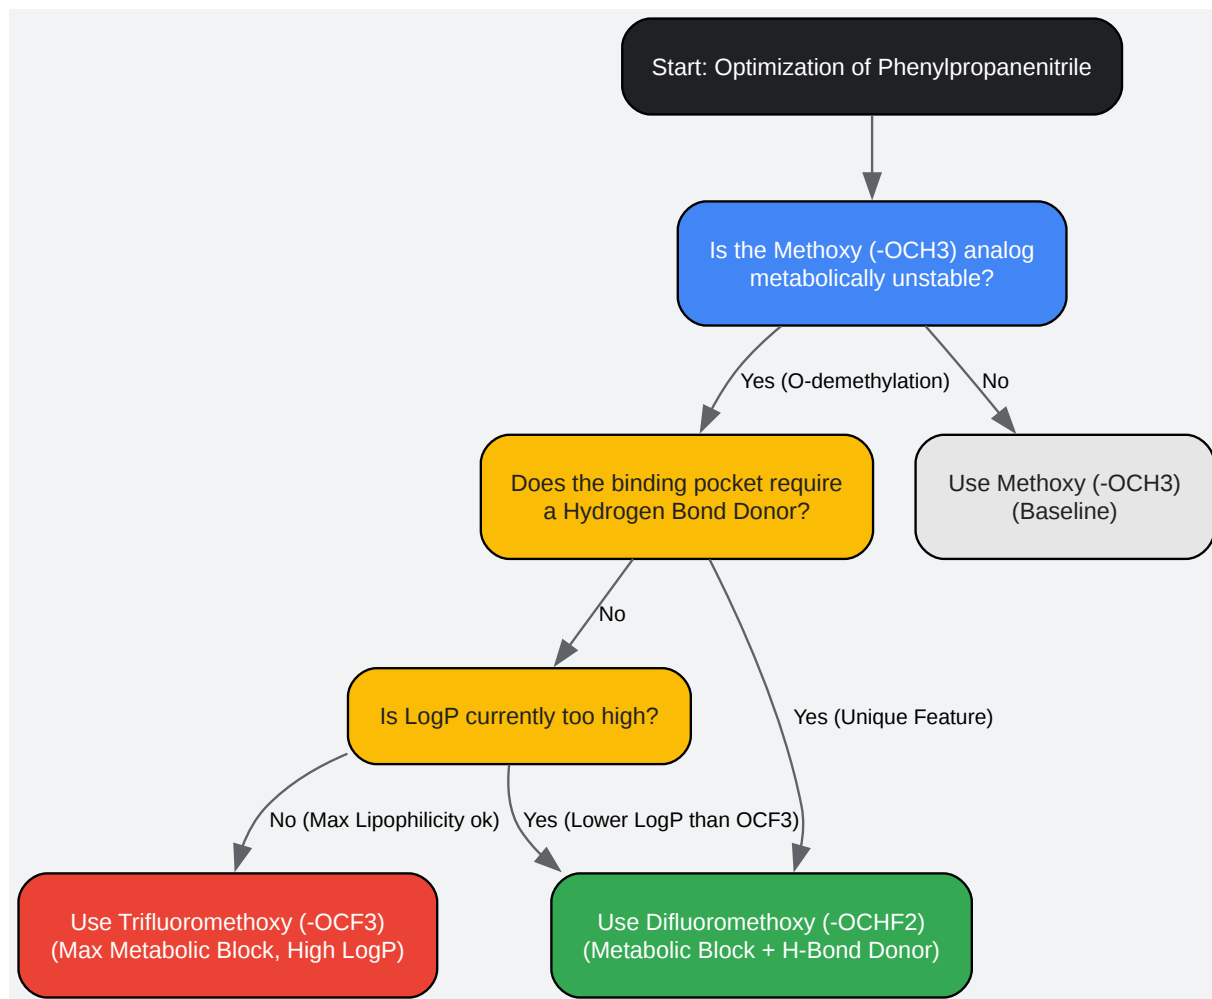 Start: Optimization of Phenylpropanenitrile
Is the Methoxy (-OCH3) analog
metabolically unstable?
Yes (O-demethylation)
No
Does the binding pocket require
a Hydrogen Bond Donor?
Use Methoxy (-OCH3)
(Baseline)
No
Is LogP currently too high?
Yes (Unique Feature)
No (Max Lipophilicity ok)
Yes (Lower LogP than OCF3)
Use Trifluoromethoxy (-OCF3)
(Max Metabolic Block, High LogP)
Use Difluoromethoxy (-OCHF2)
(Metabolic Block + H-Bond Donor)